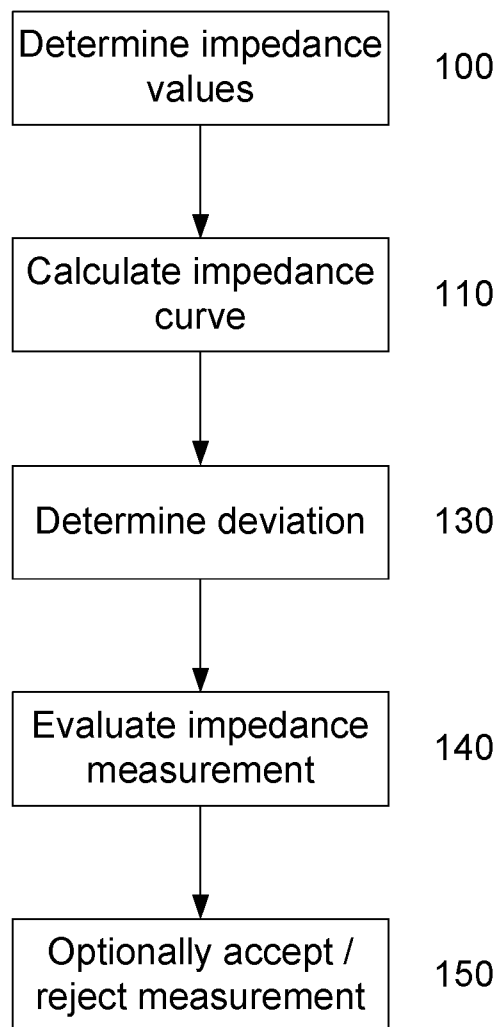 Determine impedance
values
100
Calculate impedance
curve
110
Determine deviation
130
Evaluate impedance
measurement
140
Optionally accept /
reject measurement
150